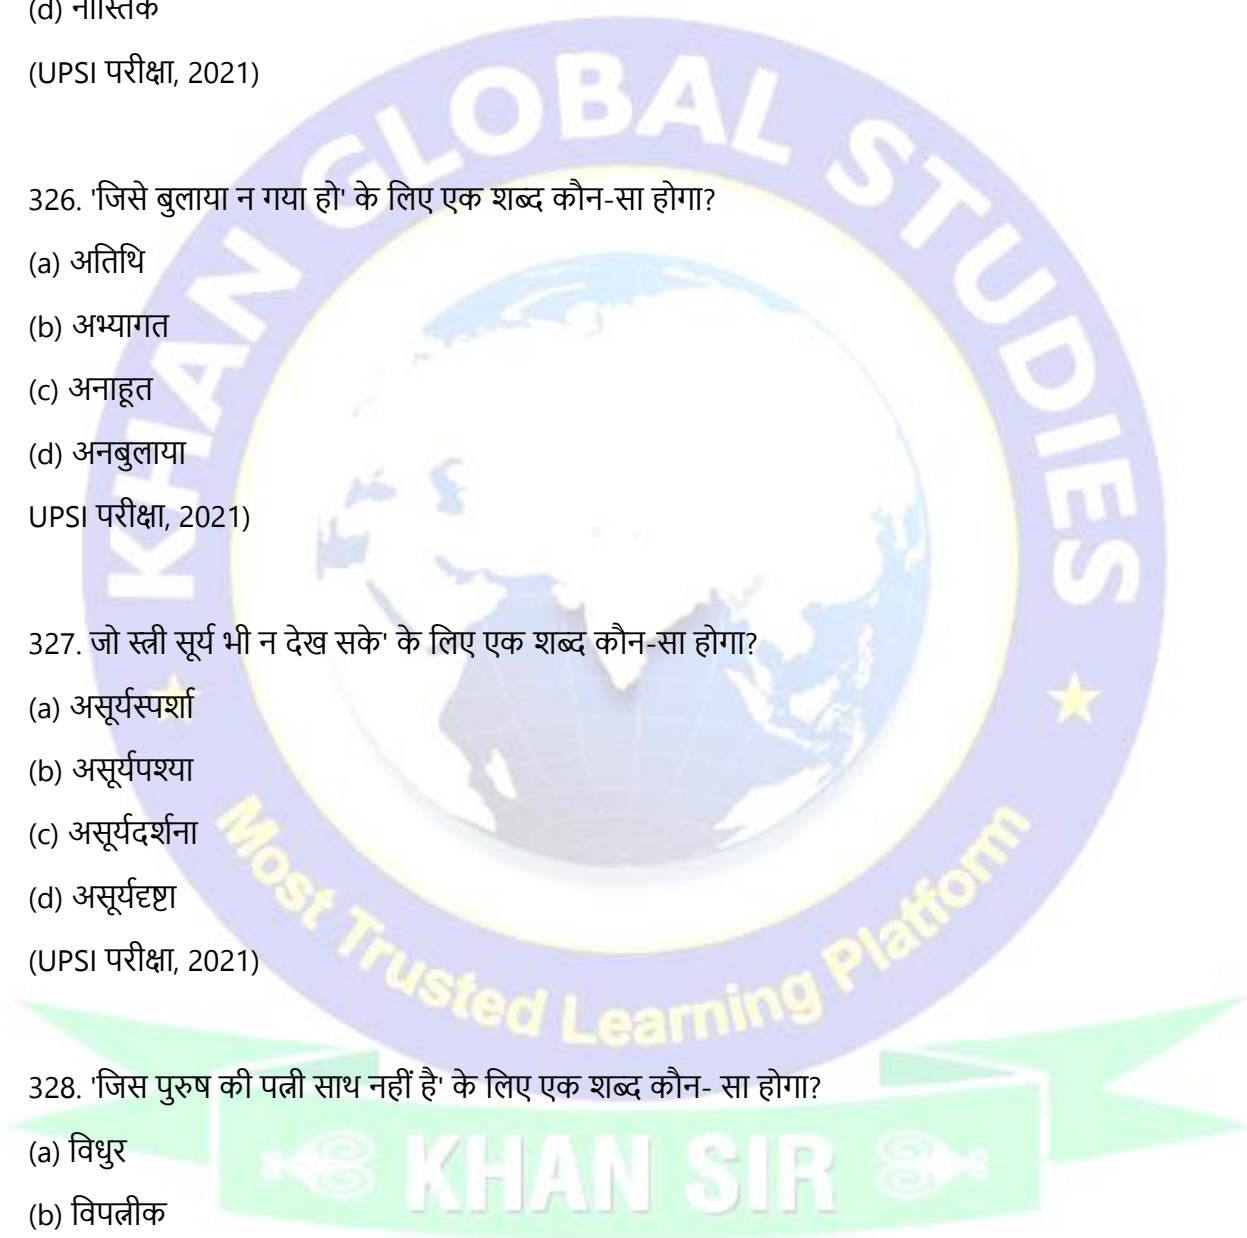 (d) नास्तिक
(UPSI परीक्षा, 2021)
326. 'जिसे बुलाया न गया हो' के लिए एक शब्द कौन-सा होगा?
(a) अतिथि
(b) अभ्यागत
(c) अनाहूत
(d) अनबुलाया
UPSI परीक्षा, 2021)
327. जो स्त्री सूर्य भी न देख सके' के लिए एक शब्द कौन-सा होगा?
(a) असूर्यस्पर्शा
(b) असूर्यपश्या
(c) असूर्यदर्शना
(d) असूर्यदृष्टा
(UPSI परीक्षा, 2021)
328. 'जिस पुरुष की पत्नी साथ नहीं है' के लिए एक शब्द कौन- सा होगा?
(a) विधुर
(b) विपत्नीक
KHAN GLOBAL STUDIES
Most Trusted Learning Platform
KHAN SIR